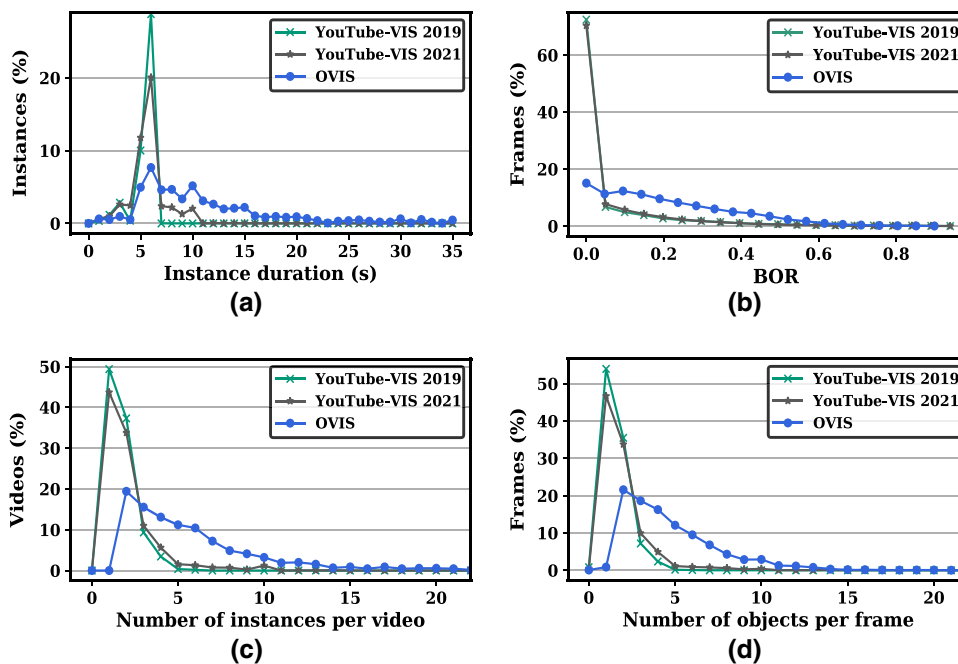 Instances (%)
20
10
0
YouTube-VIS 2019
YouTube-VIS 2021
OVIS
0 5 10 15 20 25 30 35
Instance duration (s)
(a)
Frames (%)
60
40
20
0
YouTube-VIS 2019
YouTube-VIS 2021
OVIS
0.0 0.2 0.4 0.6 0.8
BOR
(b)
Videos (%)
50
40
30
20
10
0
YouTube-VIS 2019
YouTube-VIS 2021
OVIS
0 5 10 15 20
Number of instances per video
(c)
Frames (%)
50
40
30
20
10
0
YouTube-VIS 2019
YouTube-VIS 2021
OVIS
0 5 10 15 20
Number of objects per frame
(d)